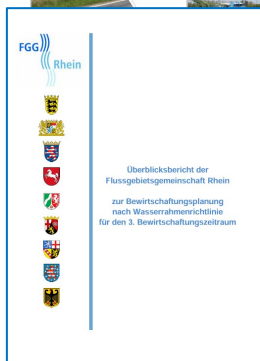 FGG
Rhein
Überblicksbericht der
Flussgebietsgemeinschaft Rhein
zur Bewirtschaftungsplanung
nach Wasserrahmenrichtlinie
für den 3. Bewirtschaftungszeitraum